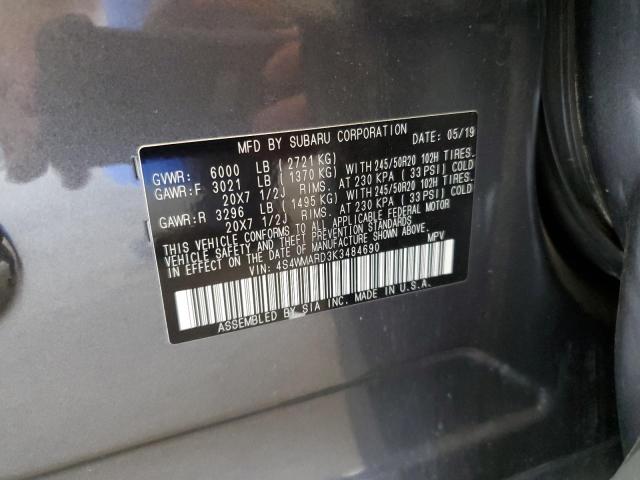 MFD BY SUBARU CORPORATION DATE: 05/19
GVWR: 6000 LB (2721 KG)
GAWR:F 3021 LB (1370 KG) WITH 245/50R20 102H TIRES.
20X7 1/2J RIMS. AT 230 KPA (33 PSI) COLD
GAWR:R 3296 LB (1495 KG) WITH 245/50R20 102H TIRES.
20X7 1/2J RIMS. AT 230 KPA (33 PSI) COLD
THIS VEHICLE CONFORMS TO ALL APPLICABLE FEDERAL MOTOR
VEHICLE SAFETY AND THEFT PREVENTION STANDARDS
IN EFFECT ON THE DATE OF MANUFACTURE SHOWN ABOVE.
VIN: 4S4WMARD3K3484690 MPV
ASSEMBLED BY SIA INC. MADE IN U.S.A.